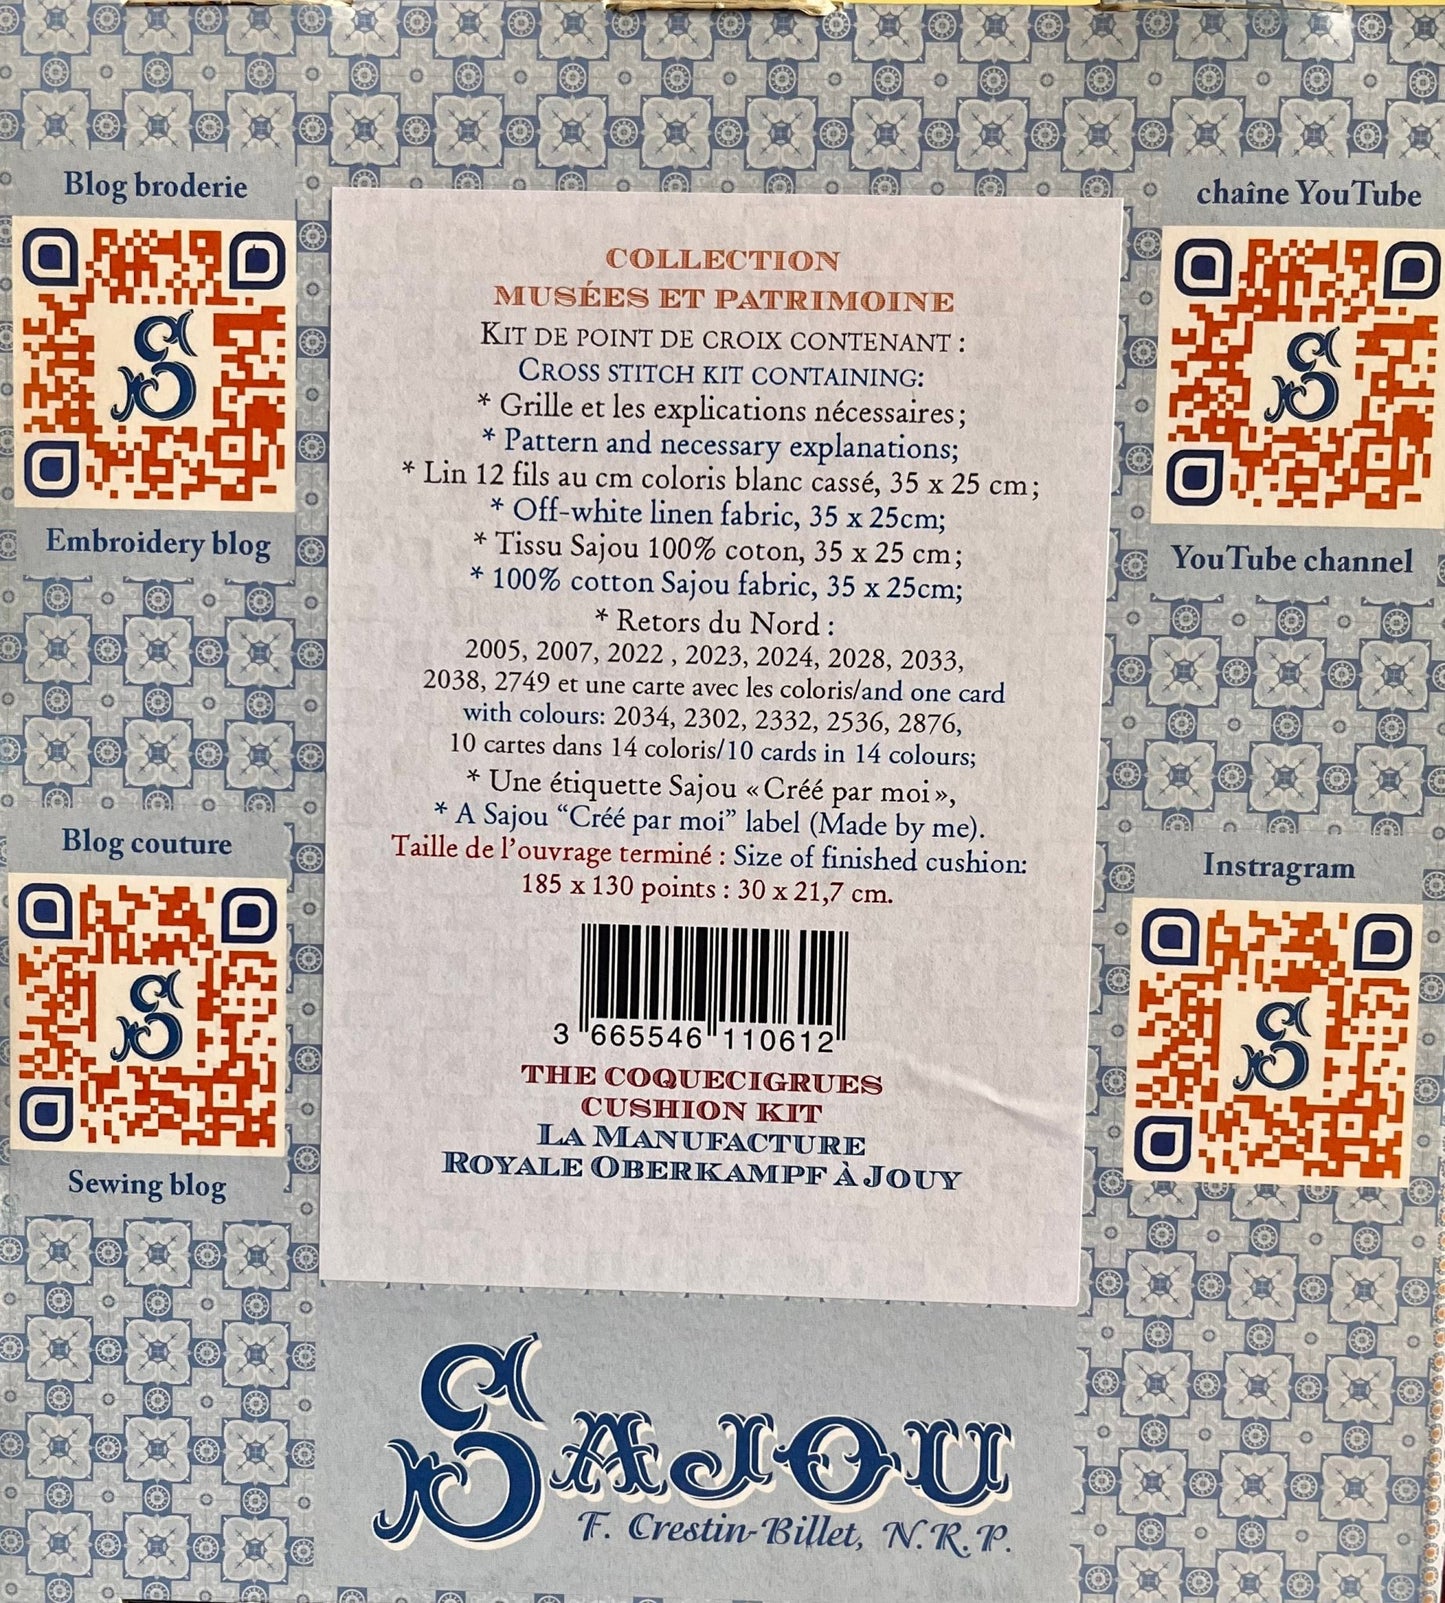 Blog broderie
Embroidery blog
Blog couture
Sewing blog
COLLECTION
MUSÉES ET PATRIMOINE
KIT DE POINT DE CROIX CONTENANT :
CROSS STITCH KIT CONTAINING:
* Grille et les explications nécessaires;
* Pattern and necessary explanations;
* Lin 12 fils au cm coloris blanc cassé, 35 x 25 cm;
* Off-white linen fabric, 35 x 25cm;
* Tissu Sajou 100% coton, 35 x 25 cm;
* 100% cotton Sajou fabric, 35 x 25cm;
* Retors du Nord :
2005, 2007, 2022 , 2023, 2024, 2028, 2033,
2038, 2749 et une carte avec les coloris/and one card
with colours: 2034, 2302, 2332, 2536, 2876,
10 cartes dans 14 coloris/10 cards in 14 colours;
* Une étiquette Sajou «Créé par moi»,
* A Sajou “Créé par moi” label (Made by me).
Taille de l’ouvrage terminé : Size of finished cushion:
185 x 130 points : 30 x 21,7 cm.
3 665546 110612
THE COQUECIGRUES
CUSHION KIT
LA MANUFACTURE
ROYALE OBERKAMPF À JOUY
SAJOU
F. Crestin-Billet, N.R.P.
chaîne YouTube
YouTube channel
Instragram